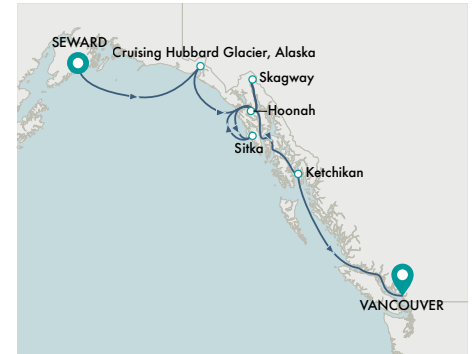 SEWARD
Cruising Hubbard Glacier, Alaska
Skagway
Hoonah
Sitka
Ketchikan
VANCOUVER